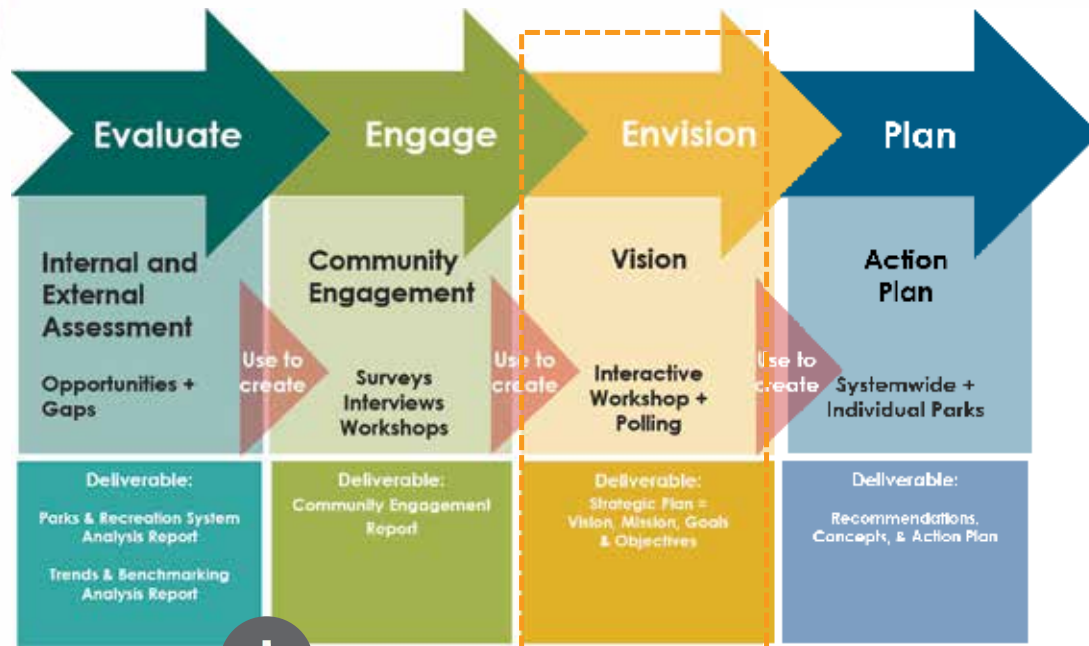 Evaluate
Engage
Envision
Plan
Internal and
External
Assessment
Opportunities +
Gaps
Use to
create
Community
Engagement
Surveys
Interviews
Workshops
Use to
create
Vision
Interactive
Workshop +
Polling
Use to
create
Action
Plan
Systemwide +
Individual Parks
Deliverable:
Parks & Recreation System
Analysis Report
Trends & Benchmarking
Analysis Report
Deliverable:
Community Engagement
Report
Deliverable:
Strategic Plan =
Vision, Mission, Goals
& Objectives
Deliverable:
Recommendations,
Concepts, & Action Plan